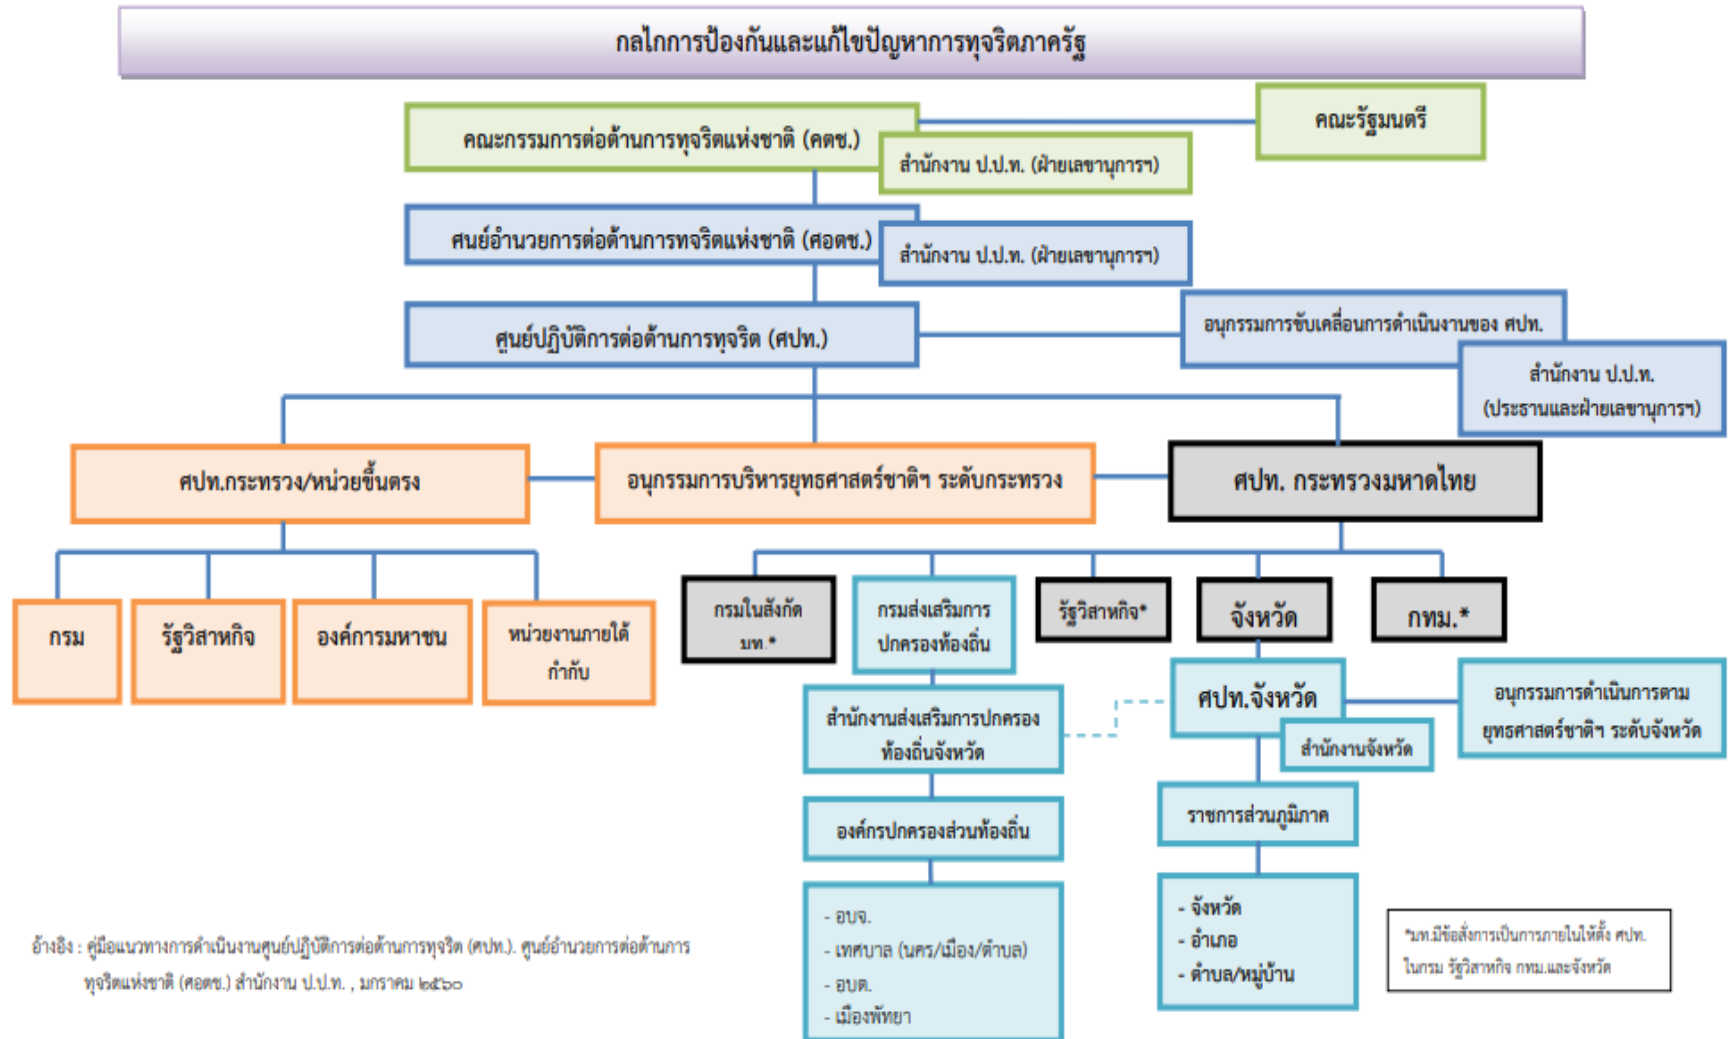 กลไกการป้องกันและแก้ไขปัญหาการทุจริตภาครัฐ
คณะกรรมการต่อต้านการทุจริตแห่งชาติ (คตช.)
สำนักงาน ป.ป.ท. (ฝ่ายเลขานุการฯ)
คณะรัฐมนตรี
ศนย์อำนวยการต่อต้านการทจริตแห่งชาติ (ศอตช.)
สำนักงาน ป.ป.ท. (ฝ่ายเลขานุการฯ)
ศูนย์ปฏิบัติการต่อต้านการทุจริต (ศปท.)
อนุกรรมการขับเคลื่อนการดำเนินงานของ ศปท.
สำนักงาน ป.ป.ท.
(ประธานและฝ่ายเลขานุการฯ)
ศปท.กระทรวง/หน่วยขึ้นตรง
อนุกรรมการบริหารยุทธศาสตร์ชาติฯ ระดับกระทรวง
ศปท. กระทรวงมหาดไทย
กรม
รัฐวิสาหกิจ
องค์การมหาชน
หน่วยงานภายใต้
กำกับ
กรมในสังกัด
มท.*
กรมส่งเสริมการ
ปกครองท้องถิ่น
รัฐวิสาหกิจ*
จังหวัด
กทม.*
สำนักงานส่งเสริมการปกครอง
ท้องถิ่นจังหวัด
ศปท.จังหวัด
สำนักงานจังหวัด
อนุกรรมการดำเนินการตาม
ยุทธศาสตร์ชาติฯ ระดับจังหวัด
องค์กรปกครองส่วนท้องถิ่น
ราชการส่วนภูมิภาค
- อบจ.
- เทศบาล (นคร/เมือง/ตำบล)
- อบต.
- เมืองพัทยา
- จังหวัด
- อำเภอ
- ตำบล/หมู่บ้าน
*มท.มีข้อสั่งการเป็นการภายในให้ตั้ง ศปท.
ในกรม รัฐวิสาหกิจ กทม.และจังหวัด
อ้างอิง : คู่มือแนวทางการดำเนินงานศูนย์ปฏิบัติการต่อต้านการทุจริต (ศปท.). ศูนย์อำนวยการต่อต้านการ
ทุจริตแห่งชาติ (ศอตช.) สำนักงาน ป.ป.ท. , มกราคม ๒๕๖๐